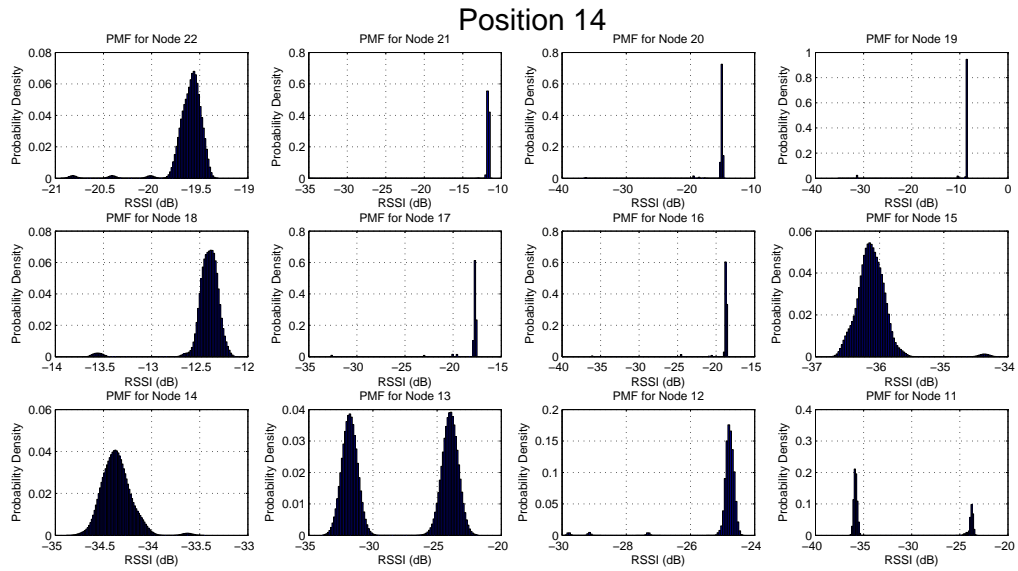 Position 14
PMF for Node 22
PMF for Node 21
PMF for Node 20
PMF for Node 19
0.08
0.06
0.04
0.02
0
Probability Density
−21 −20.5 −20 −19.5 −19
RSSI (dB)
0.8
0.6
0.4
0.2
0
Probability Density
−35 −30 −25 −20 −15 −10
RSSI (dB)
0.8
0.6
0.4
0.2
0
Probability Density
−40 −30 −20 −10
RSSI (dB)
1
0.8
0.6
0.4
0.2
0
Probability Density
−40 −30 −20 −10 0
RSSI (dB)
PMF for Node 18
PMF for Node 17
PMF for Node 16
PMF for Node 15
0.08
0.06
0.04
0.02
0
Probability Density
−14 −13.5 −13 −12.5 −12
RSSI (dB)
0.8
0.6
0.4
0.2
0
Probability Density
−35 −30 −25 −20 −15
RSSI (dB)
0.8
0.6
0.4
0.2
0
Probability Density
−40 −35 −30 −25 −20 −15
RSSI (dB)
0.06
0.04
0.02
0
Probability Density
−37 −36 −35 −34
RSSI (dB)
PMF for Node 14
PMF for Node 13
PMF for Node 12
PMF for Node 11
0.06
0.04
0.02
0
Probability Density
−35 −34.5 −34 −33.5 −33
RSSI (dB)
0.04
0.03
0.02
0.01
0
Probability Density
−35 −30 −25 −20
RSSI (dB)
0.2
0.15
0.1
0.05
0
Probability Density
−30 −28 −26 −24
RSSI (dB)
0.4
0.3
0.2
0.1
0
Probability Density
−40 −35 −30 −25 −20
RSSI (dB)